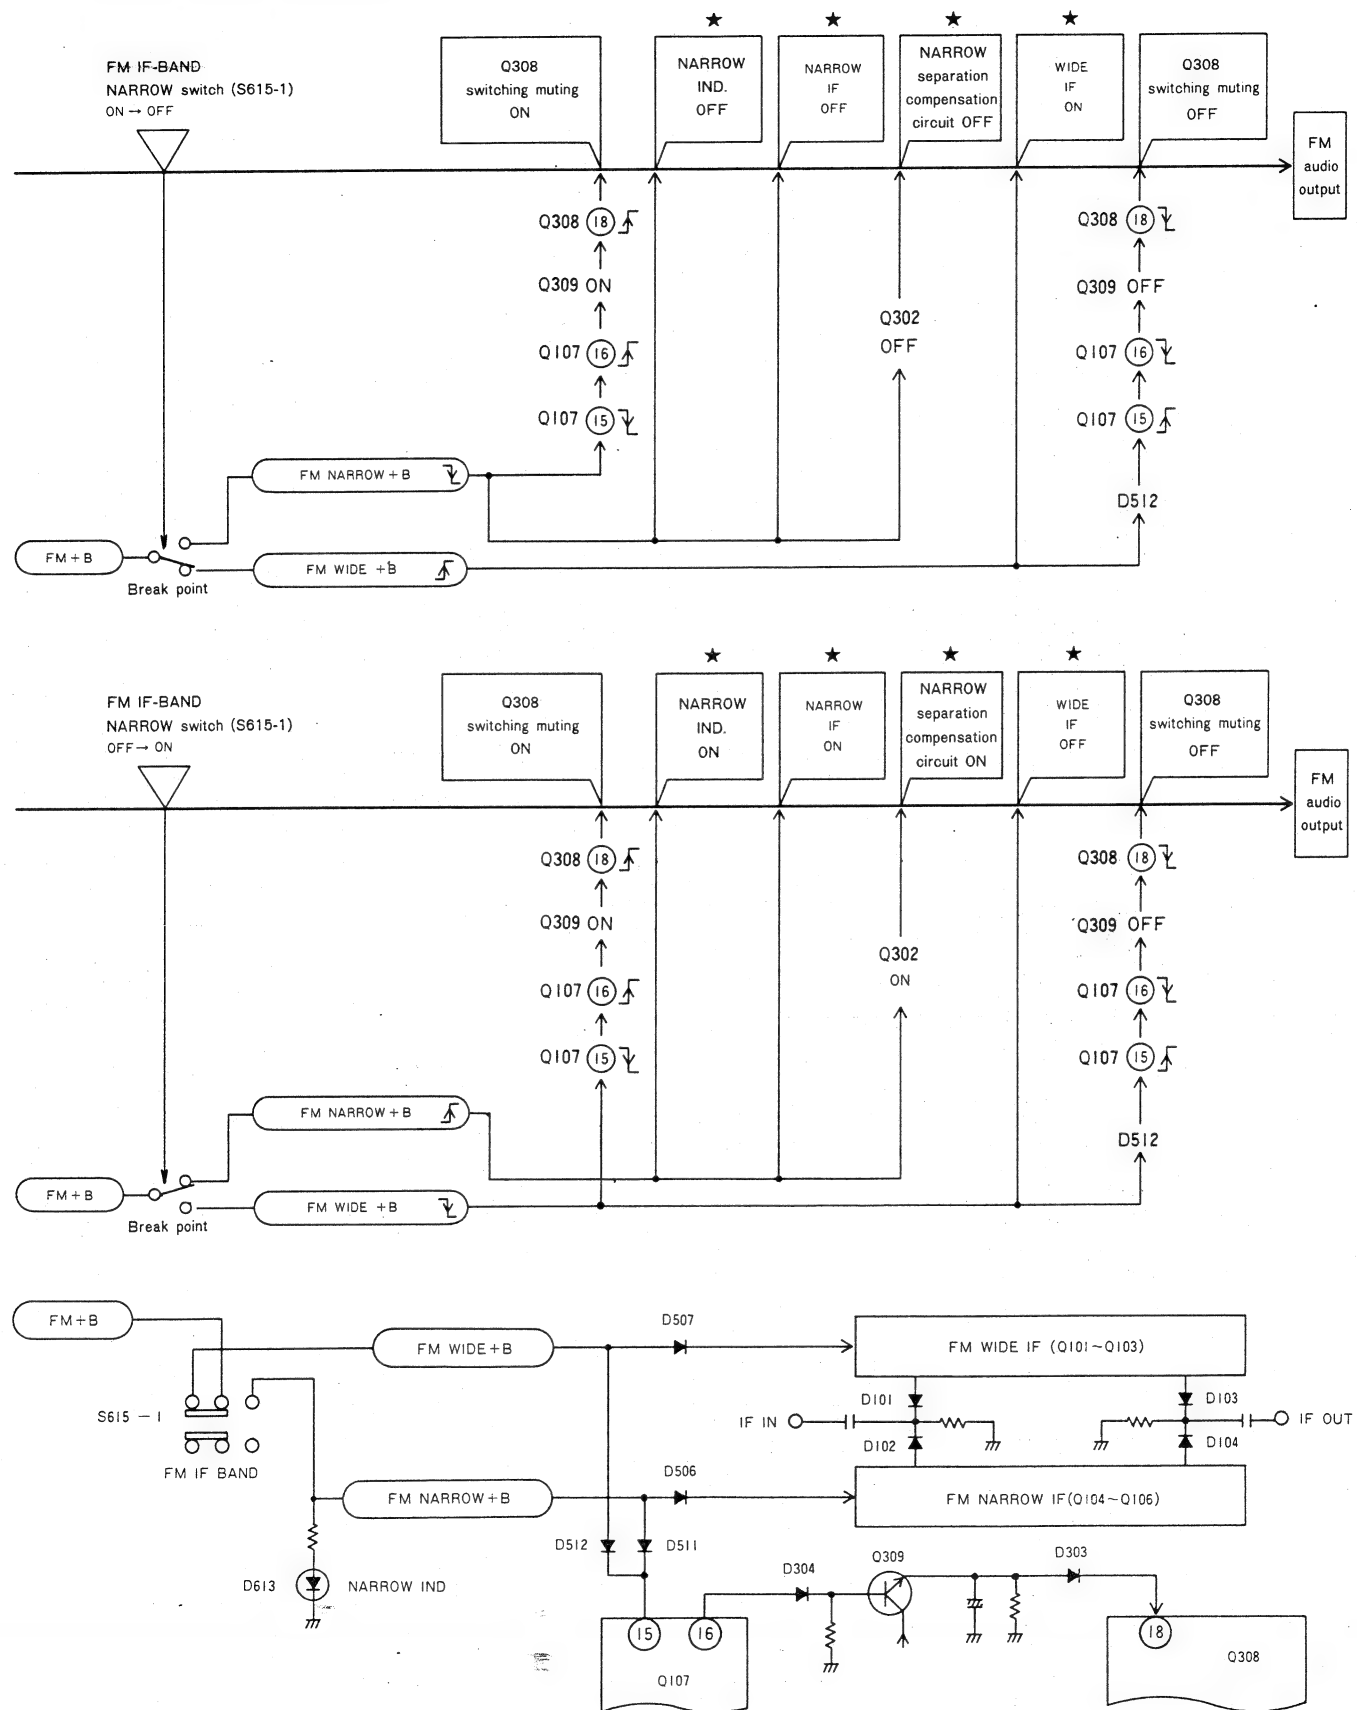 FM IF-BAND
NARROW switch (S615-1)
ON → OFF
Q308
switching muting
ON
★
NARROW
IND.
OFF
★
NARROW
IF
OFF
★
NARROW
separation
compensation
circuit OFF
★
WIDE
IF
ON
Q308
switching muting
OFF
FM
audio
output
Q308 18
Q309 ON
Q107 16
Q107 15
Q302
OFF
Q308 18
Q309 OFF
Q107 16
Q107 15
D512
FM NARROW +B
FM+B
FM WIDE +B
Break point
FM IF-BAND
NARROW switch (S615-1)
OFF → ON
Q308
switching muting
ON
★
NARROW
IND.
ON
★
NARROW
IF
ON
★
NARROW
separation
compensation
circuit ON
★
WIDE
IF
OFF
Q308
switching muting
OFF
FM
audio
output
Q308 18
Q309 ON
Q107 16
Q107 15
Q302
ON
Q308 18
Q309 OFF
Q107 16
Q107 15
D512
FM NARROW +B
FM+B
FM WIDE +B
Break point
FM+B
FM WIDE+B
D507
FM WIDE IF (Q101~Q103)
S615 - 1
FM IF BAND
D101
D103
IF IN
IF OUT
D102
D104
FM NARROW+B
D506
FM NARROW IF(Q104~Q106)
D512
D511
D613
NARROW IND
D304
Q309
D303
15
16
Q107
18
Q308